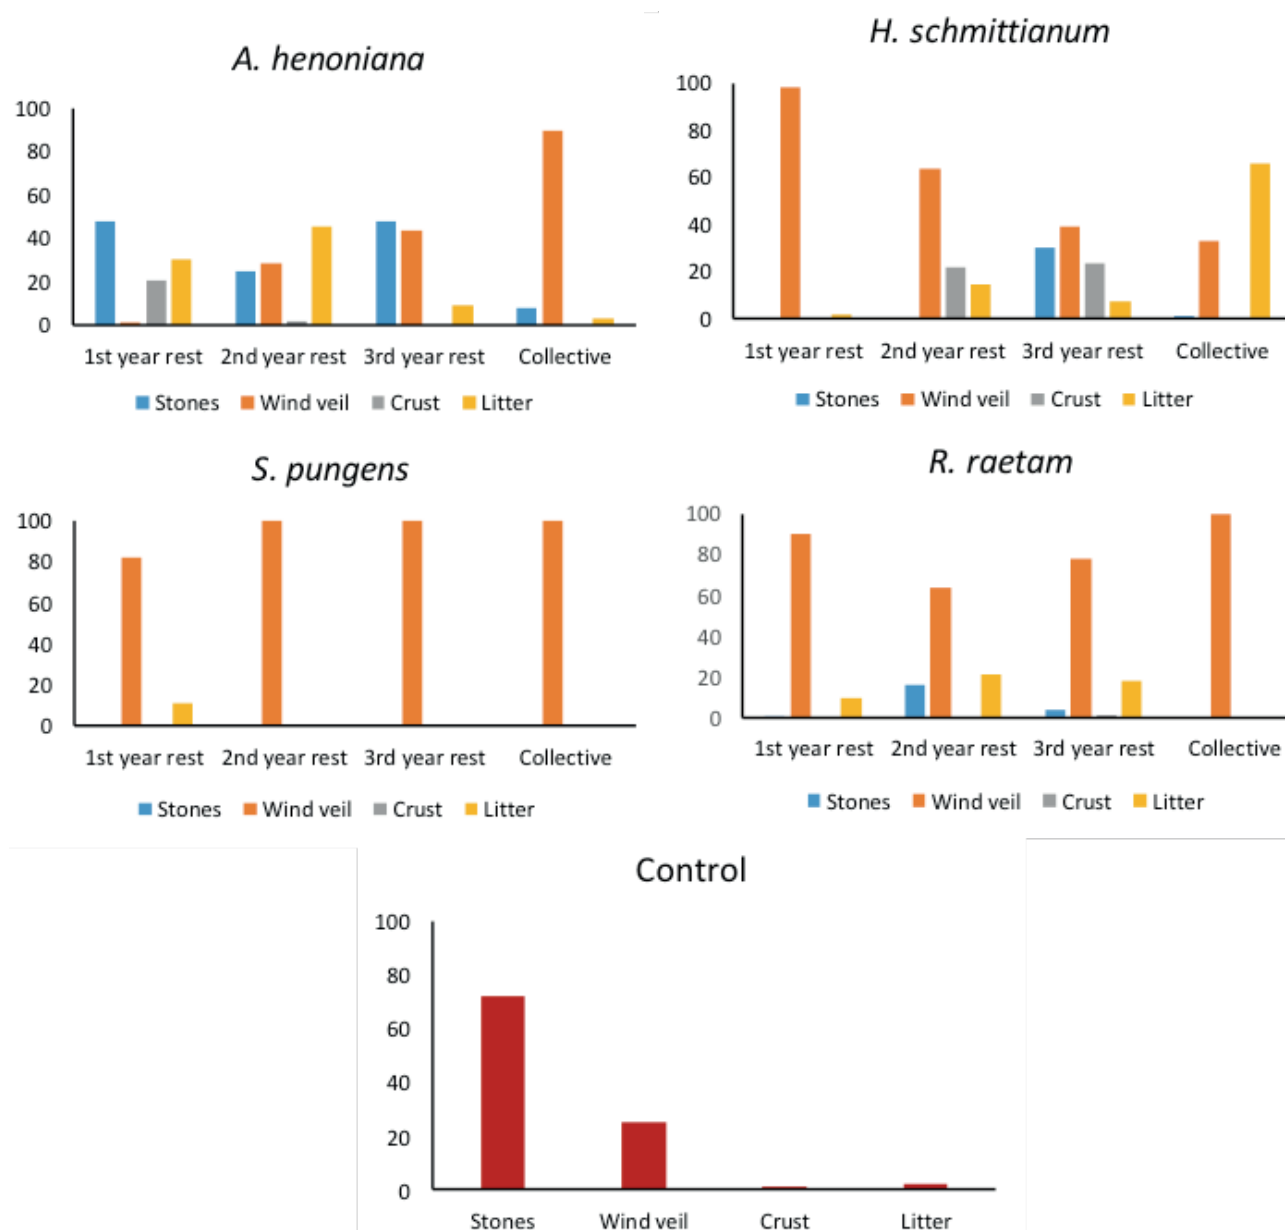 A. henoniana
100
80
60
40
20
0
1st year rest 2nd year rest 3rd year rest Collective
Stones Wind veil Crust Litter
H. schmittianum
100
80
60
40
20
0
1st year rest 2nd year rest 3rd year rest Collective
Stones Wind veil Crust Litter
S. pungens
100
80
60
40
20
0
1st year rest 2nd year rest 3rd year rest Collective
Stones Wind veil Crust Litter
R. raetam
100
80
60
40
20
0
1st year rest 2nd year rest 3rd year rest Collective
Stones Wind veil Crust Litter
Control
100
80
60
40
20
0
Stones Wind veil Crust Litter